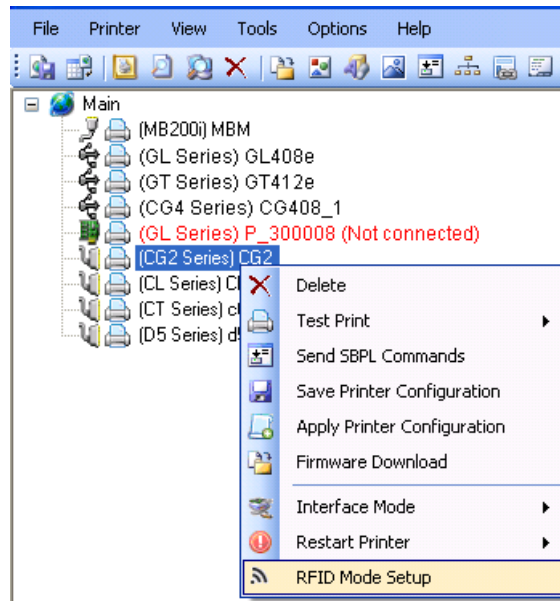 File Printer View Tools Options Help
Main
(MB200i) MBM
(GL Series) GL408e
(GT Series) GT412e
(CG4 Series) CG408_1
(GL Series) P_300008 (Not connected)
(CG2 Series) CG2
(CL Series)
(CT Series)
(D5 Series)
Delete
Test Print
Send SBPL Commands
Save Printer Configuration
Apply Printer Configuration
Firmware Download
Interface Mode
Restart Printer
RFID Mode Setup